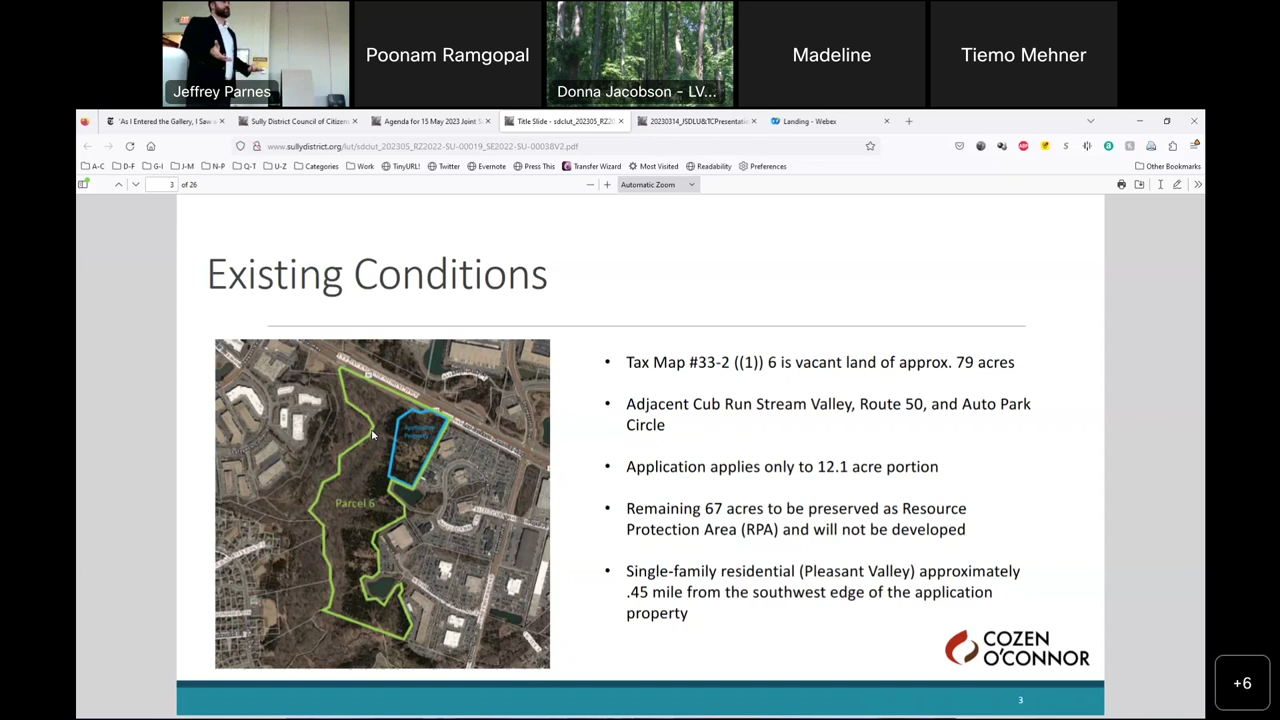 Jeffrey Parnes
Poonam Ramgopal
Donna Jacobson - LV...
Madeline
Tiemo Mehner
'As I Entered the Gallery, I Saw a
Sully District Council of Citizens
Agenda for 15 May 2023 Joint S
Title Slide - sdclut_202305_RZ20
20230314_JSDLU&TCPresentatio
Landing - Webex
www.sullydistrict.org/lut/sdclut_202305_RZ2022-SU-00019_SE2022-SU-00038V2.pdf
A-C
D-F
G-I
J-M
N-P
Q-T
U-Z
Categories
Work
TinyURL!
Twitter
Evernote
Project Wizard
Transfer Wizard
Most Visited
Readability
Preferences
Other Bookmarks
3 of 26
Automatic Zoom
Existing Conditions
Application
Property
Parcel 6
• Tax Map #33-2 ((1)) 6 is vacant land of approx. 79 acres
• Adjacent Cub Run Stream Valley, Route 50, and Auto Park
Circle
• Application applies only to 12.1 acre portion
• Remaining 67 acres to be preserved as Resource
Protection Area (RPA) and will not be developed
• Single-family residential (Pleasant Valley) approximately
.45 mile from the southwest edge of the application
property
COZEN
O'CONNOR
3
+6